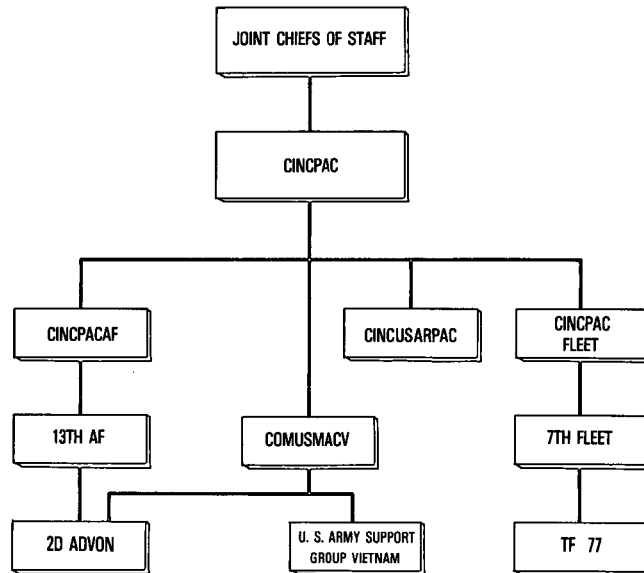 JOINT CHIEFS OF STAFF
CINCPAC
CINCPACAF
CINCUSARPAC
CINCPAC
FLEET
13TH AF
COMUSMACV
7TH FLEET
2D ADVON
U. S. ARMY SUPPORT
GROUP VIETNAM
TF 77